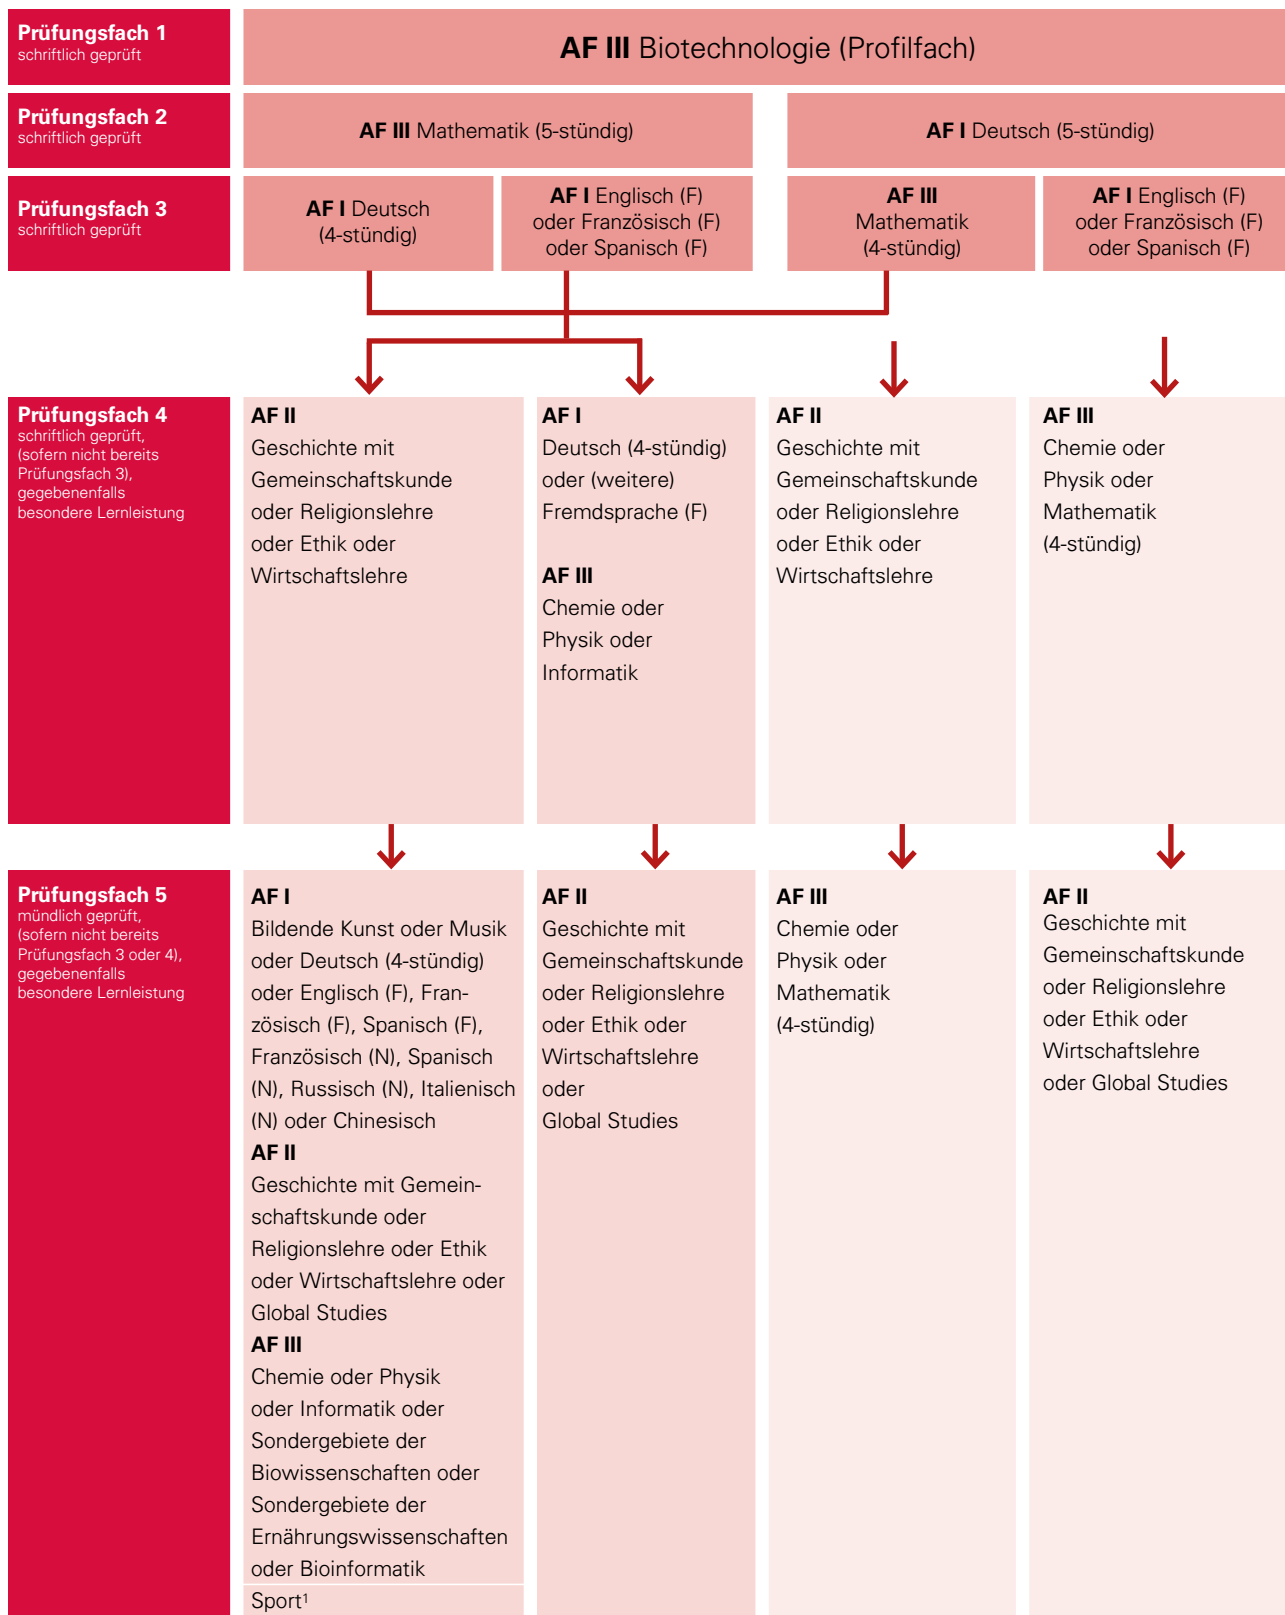 Prüfungsfach 1
schriftlich geprüft
AF III Biotechnologie (Profilfach)
Prüfungsfach 2
schriftlich geprüft
AF III Mathematik (5-stündig)
AF I Deutsch (5-stündig)
Prüfungsfach 3
schriftlich geprüft
AF I Deutsch
(4-stündig)
AF I Englisch (F)
oder Französisch (F)
oder Spanisch (F)
AF III
Mathematik
(4-stündig)
AF I Englisch (F)
oder Französisch (F)
oder Spanisch (F)
Prüfungsfach 4
schriftlich geprüft,
(sofern nicht bereits
Prüfungsfach 3),
gegebenenfalls
besondere Lernleistung
AF II
Geschichte mit
Gemeinschaftskunde
oder Religionslehre
oder Ethik oder
Wirtschaftslehre
AF I
Deutsch (4-stündig)
oder (weitere)
Fremdsprache (F)
AF III
Chemie oder
Physik oder
Informatik
AF II
Geschichte mit
Gemeinschaftskunde
oder Religionslehre
oder Ethik oder
Wirtschaftslehre
AF III
Chemie oder
Physik oder
Mathematik
(4-stündig)
Prüfungsfach 5
mündlich geprüft,
(sofern nicht bereits
Prüfungsfach 3 oder 4),
gegebenenfalls
besondere Lernleistung
AF I
Bildende Kunst oder Musik
oder Deutsch (4-stündig)
oder Englisch (F), Fran-
zösisch (F), Spanisch (F),
Französisch (N), Spanisch
(N), Russisch (N), Italienisch
(N) oder Chinesisch
AF II
Geschichte mit Gemein-
schaftskunde oder
Religionslehre oder Ethik
oder Wirtschaftslehre oder
Global Studies
AF III
Chemie oder Physik
oder Informatik oder
Sondergebiete der
Biowissenschaften oder
Sondergebiete der
Ernährungswissenschaften
oder Bioinformatik
Sport¹
AF II
Geschichte mit
Gemeinschaftskunde
oder Religionslehre
oder Ethik oder
Wirtschaftslehre
oder
Global Studies
AF III
Chemie oder
Physik oder
Mathematik
(4-stündig)
AF II
Geschichte mit
Gemeinschaftskunde
oder Religionslehre
oder Ethik oder
Wirtschaftslehre
oder Global Studies